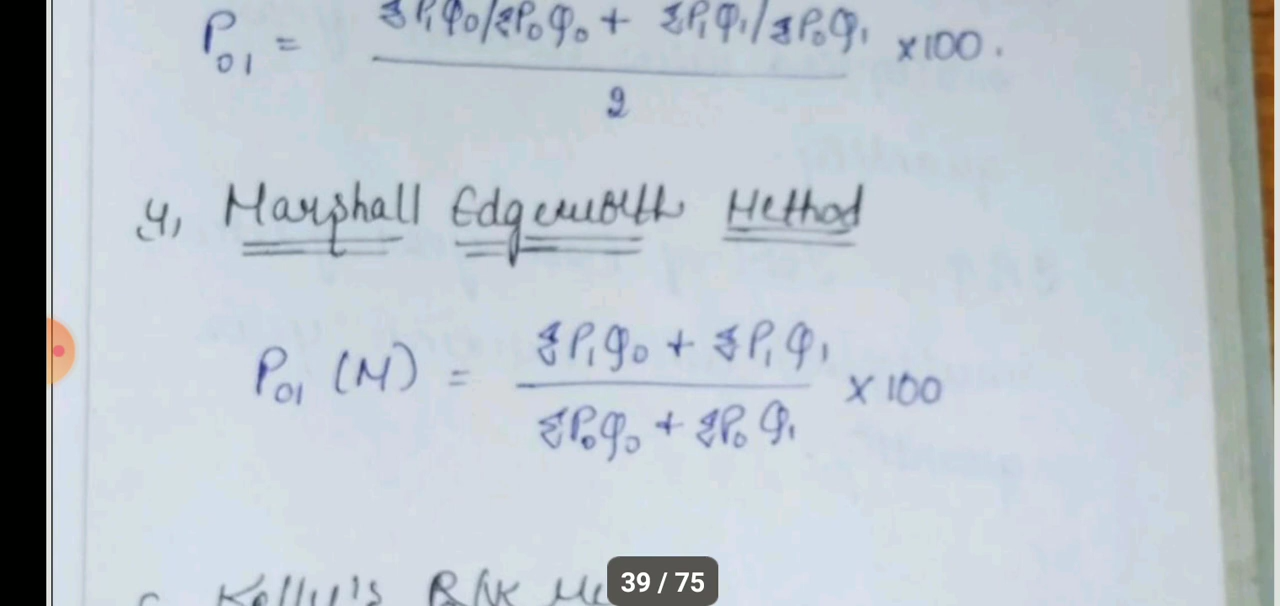 P₀₁ = ΣP₁q₀/ΣP₀q₀ + ΣP₁q₁/ΣP₀q₁ / 2 ×100.
4, Marshall Edgeworth Method
P₀₁ (M) = ΣP₁q₀ + ΣP₁q₁ / ΣP₀q₀ + ΣP₀q₁ × 100
Kelly's
39 / 75